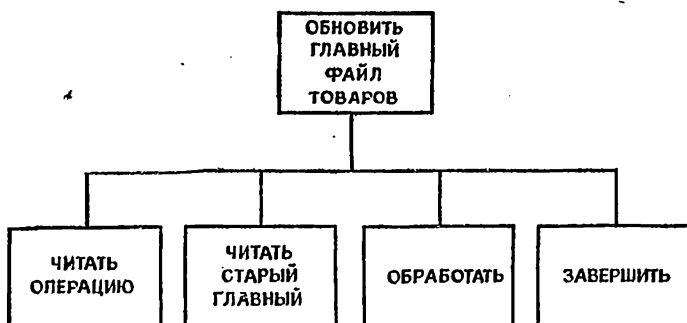 ОБНОВИТЬ
ГЛАВНЫЙ
ФАЙЛ
ТОВАРОВ
ЧИТАТЬ
ОПЕРАЦИЮ
ЧИТАТЬ
СТАРЫЙ
ГЛАВНЫЙ
ОБРАБОТАТЬ
ЗАВЕРШИТЬ